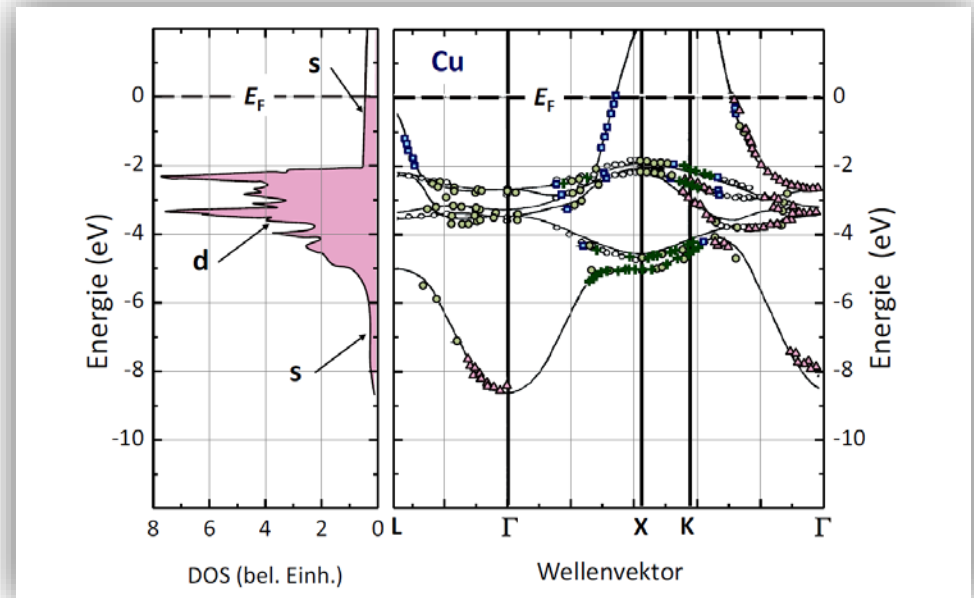 Cu
s
E_F
E_F
d
s
Energie (eV)
0
-2
-4
-6
-8
-10
8 6 4 2 0
DOS (bel. Einh.)
L Γ X K Γ
Wellenvektor
0
-2
-4
-6
-8
-10
Energie (eV)